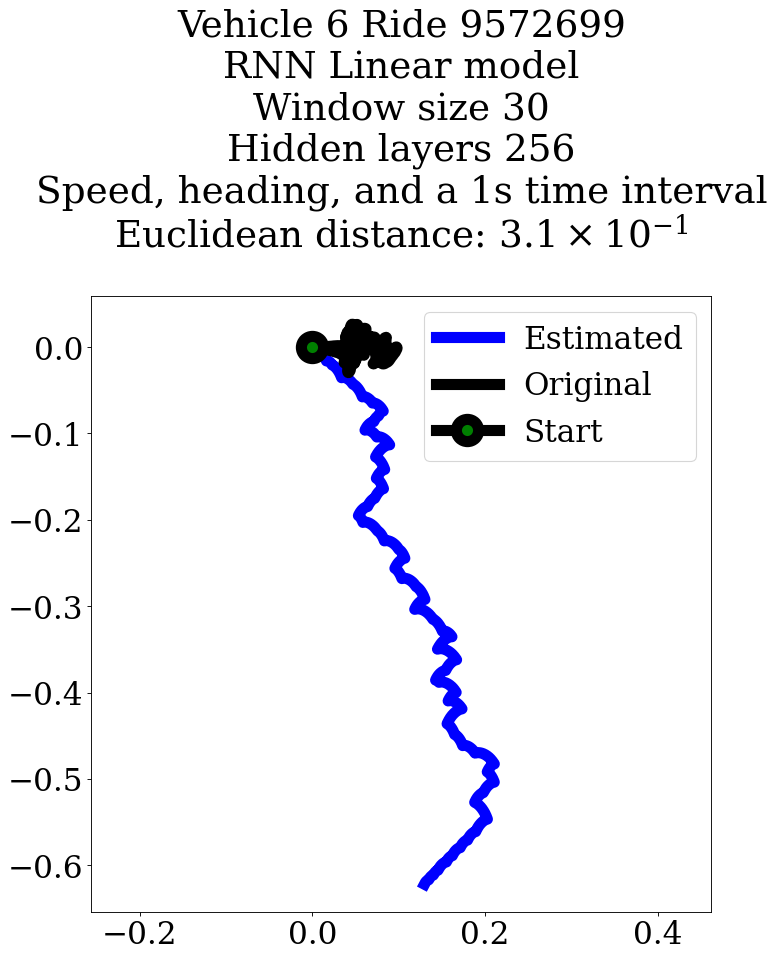 Vehicle 6 Ride 9572699
RNN Linear model
Window size 30
Hidden layers 256
Speed, heading, and a 1s time interval
Euclidean distance: 3.1 × 10⁻¹
Estimated
Original
Start
0.0
−0.1
−0.2
−0.3
−0.4
−0.5
−0.6
−0.2 0.0 0.2 0.4